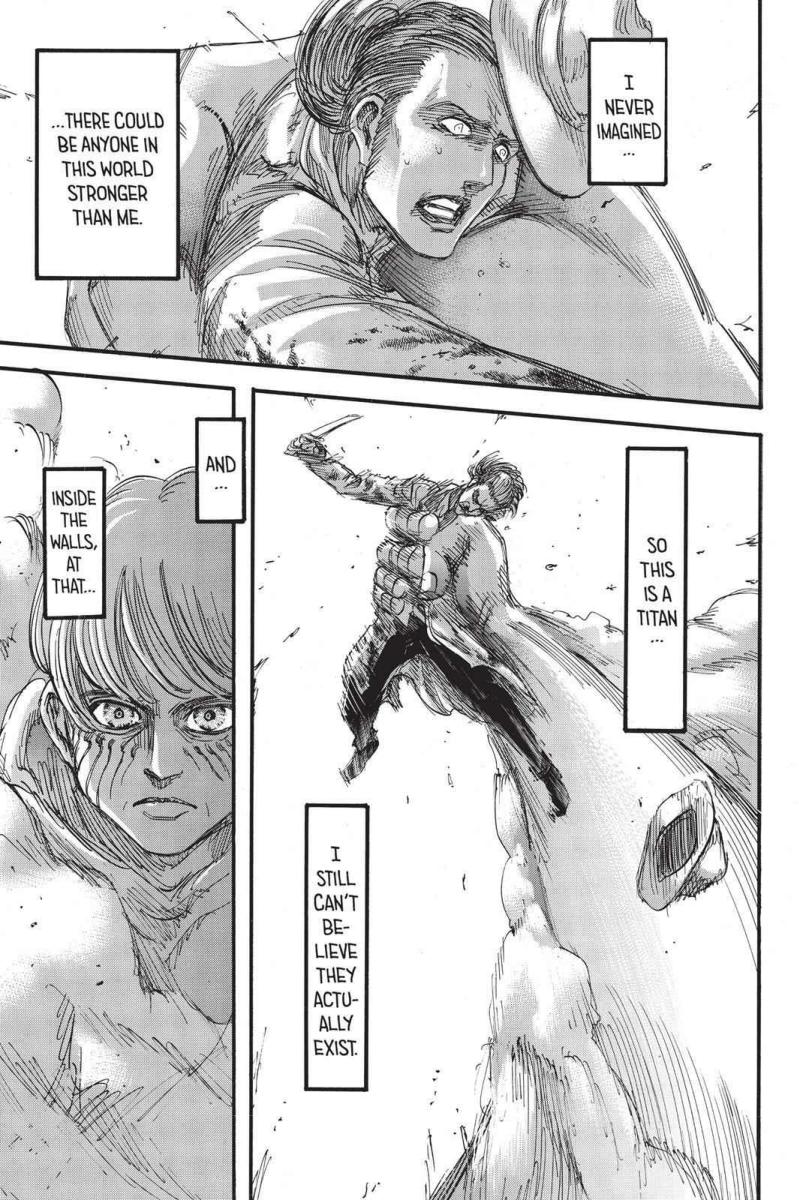 I
NEVER
IMAGINED
...
...THERE COULD
BE ANYONE IN
THIS WORLD
STRONGER
THAN ME.
SO
THIS
IS A
TITAN
...
I
STILL
CAN'T
BE-
LIEVE
THEY
ACTU-
ALLY
EXIST.
AND
...
INSIDE
THE
WALLS,
AT
THAT...